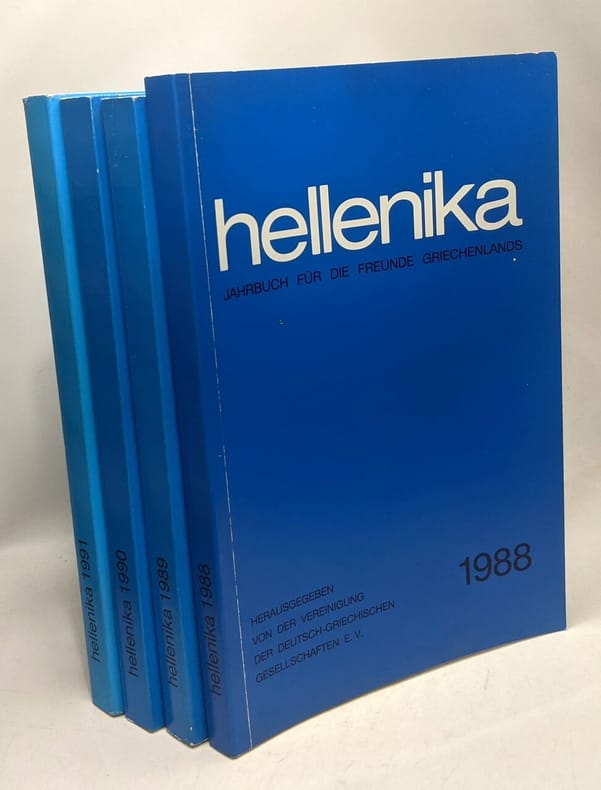 hellenika
JAHRBUCH FÜR DIE FREUNDE GRIECHENLANDS
1988
HERAUSGEGEBEN
VON DER VEREINIGUNG
DER DEUTSCH-GRIECHISCHEN
GESELLSCHAFTEN E. V.
hellenika 1991
hellenika 1990
hellenika 1989
hellenika 1988